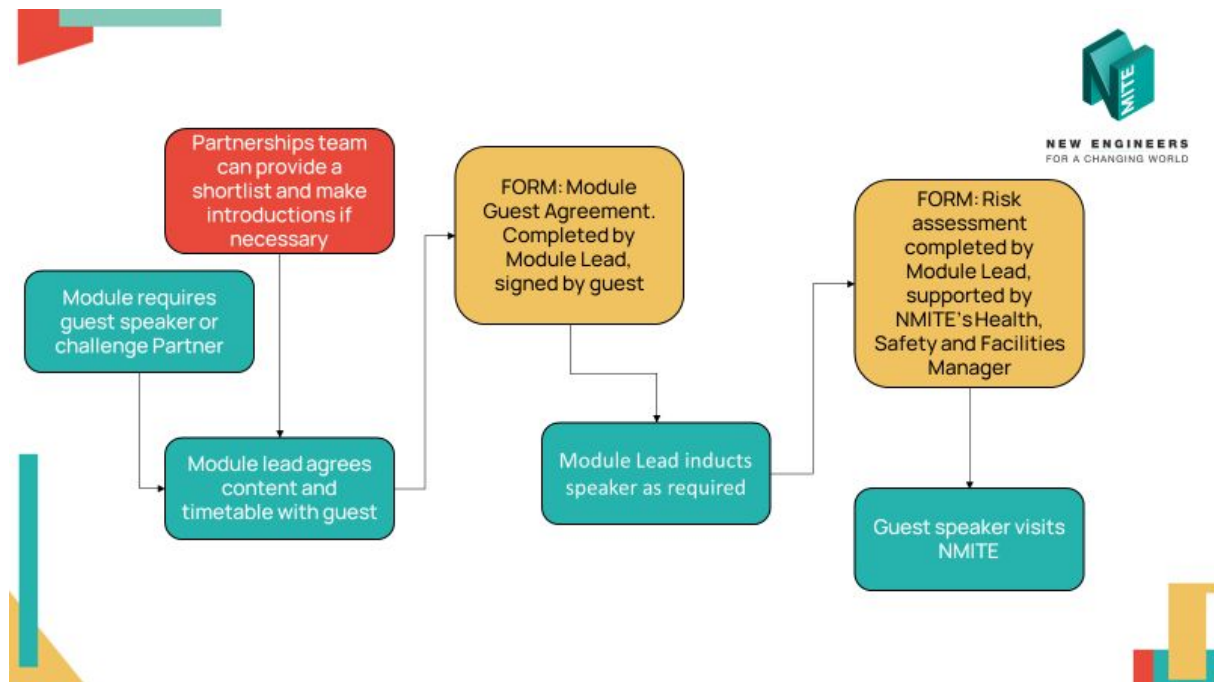 MITE
NEW ENGINEERS
FOR A CHANGING WORLD
Partnerships team
can provide a
shortlist and make
introductions if
necessary
Module requires
guest speaker or
challenge Partner
Module lead agrees
content and
timetable with guest
FORM: Module
Guest Agreement.
Completed by
Module Lead,
signed by guest
Module Lead inducts
speaker as required
FORM: Risk
assessment
completed by
Module Lead,
supported by
NMITE's Health,
Safety and Facilities
Manager
Guest speaker visits
NMITE